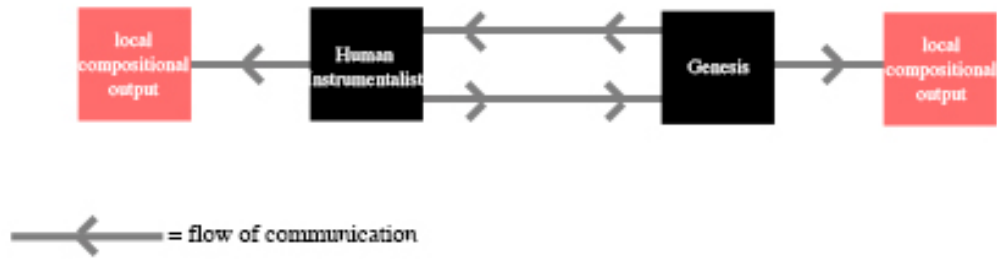 local
compositional
output
Human
Instrumentalist
Genesis
local
compositional
output
= flow of communication